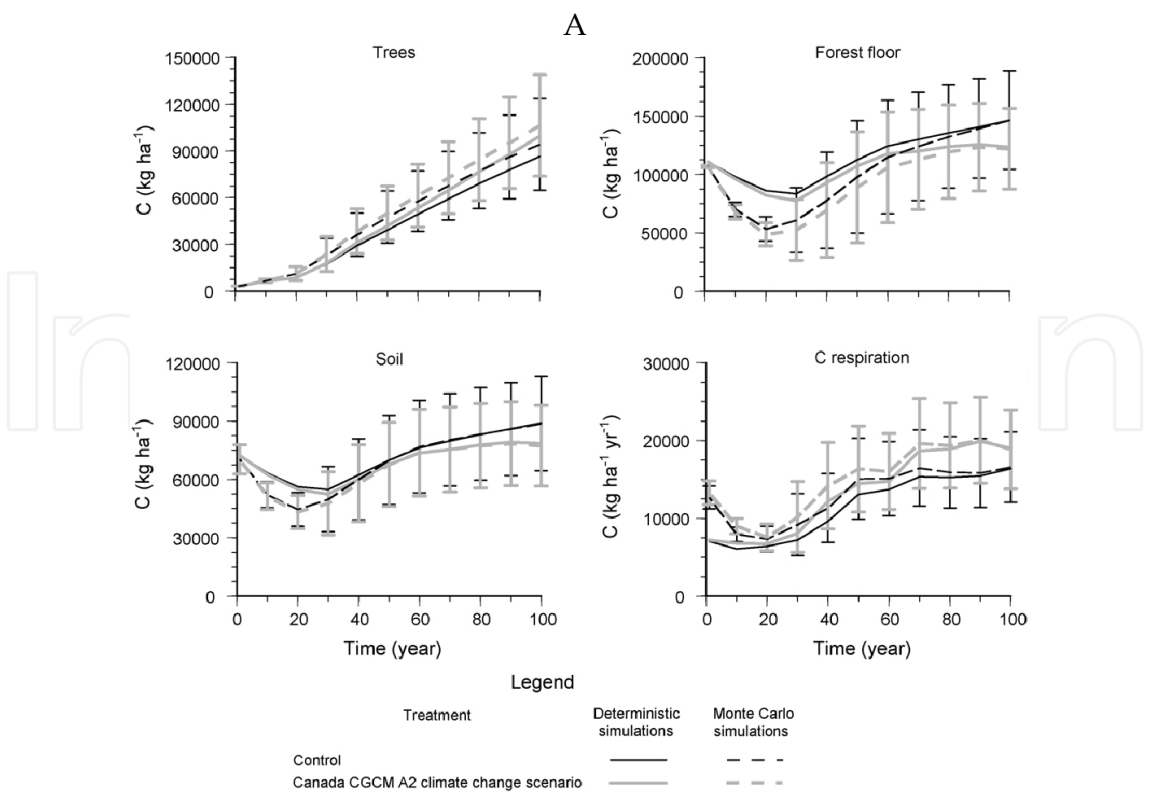 A
Trees
150000
120000
90000
60000
30000
0
C (kg ha⁻¹)
Forest floor
200000
150000
100000
50000
0
C (kg ha⁻¹)
Soil
120000
90000
60000
30000
0
C (kg ha⁻¹)
0 20 40 60 80 100
Time (year)
C respiration
30000
20000
10000
0
C (kg ha⁻¹ yr⁻¹)
0 20 40 60 80 100
Time (year)
Legend
Treatment Deterministic simulations Monte Carlo simulations
Control
Canada CGCM A2 climate change scenario